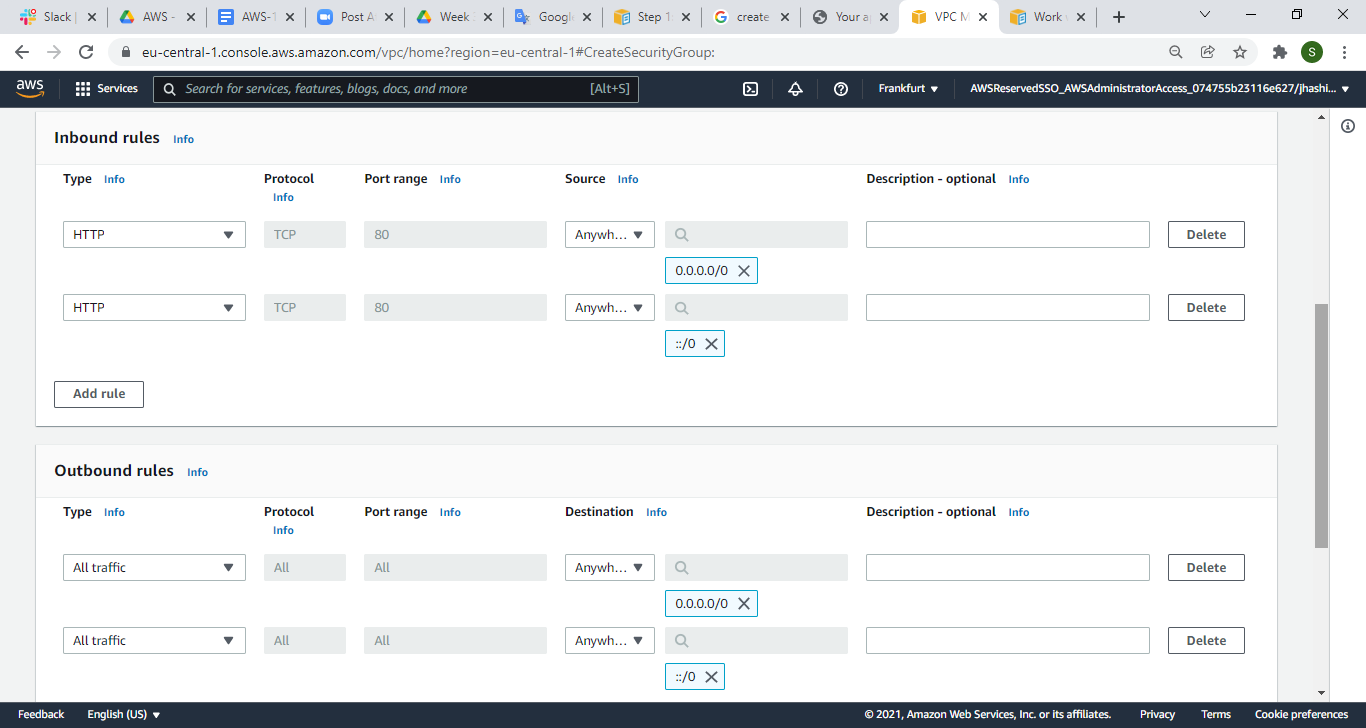 Slack
AWS -
AWS-1
Post A
Week
Google
Step 1:
create
Your a
VPC M
Work
eu-central-1.console.aws.amazon.com/vpc/home?region=eu-central-1#CreateSecurityGroup:
S
aws Services Search for services, features, blogs, docs, and more [Alt+S] Frankfurt AWSReservedSSO_AWSAdministratorAccess_074755b23116e627/jhashi...
Inbound rules Info
Type Info Protocol Port range Info Source Info Description - optional Info
Info
HTTP TCP 80 Anywh... Delete
0.0.0.0/0
HTTP TCP 80 Anywh... Delete
::/0
Add rule
Outbound rules Info
Type Info Protocol Port range Info Destination Info Description - optional Info
Info
All traffic All All Anywh... Delete
0.0.0.0/0
All traffic All All Anywh... Delete
::/0
Feedback English (US) © 2021, Amazon Web Services, Inc. or its affiliates. Privacy Terms Cookie preferences